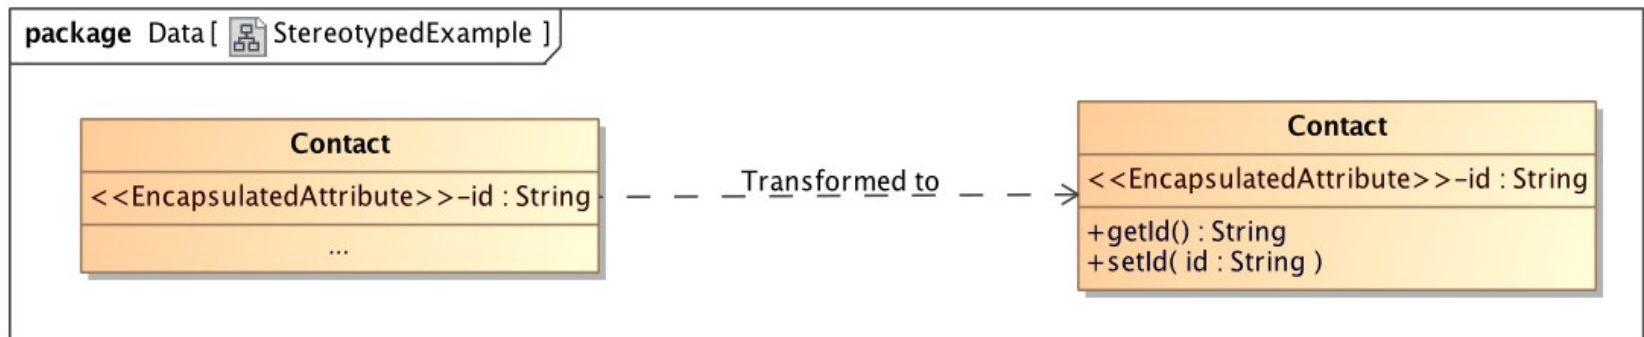 package Data [ StereotypedExample ]
Contact
<<EncapsulatedAttribute>>-id : String
...
Transformed to
Contact
<<EncapsulatedAttribute>>-id : String
+getId() : String
+setId( id : String )